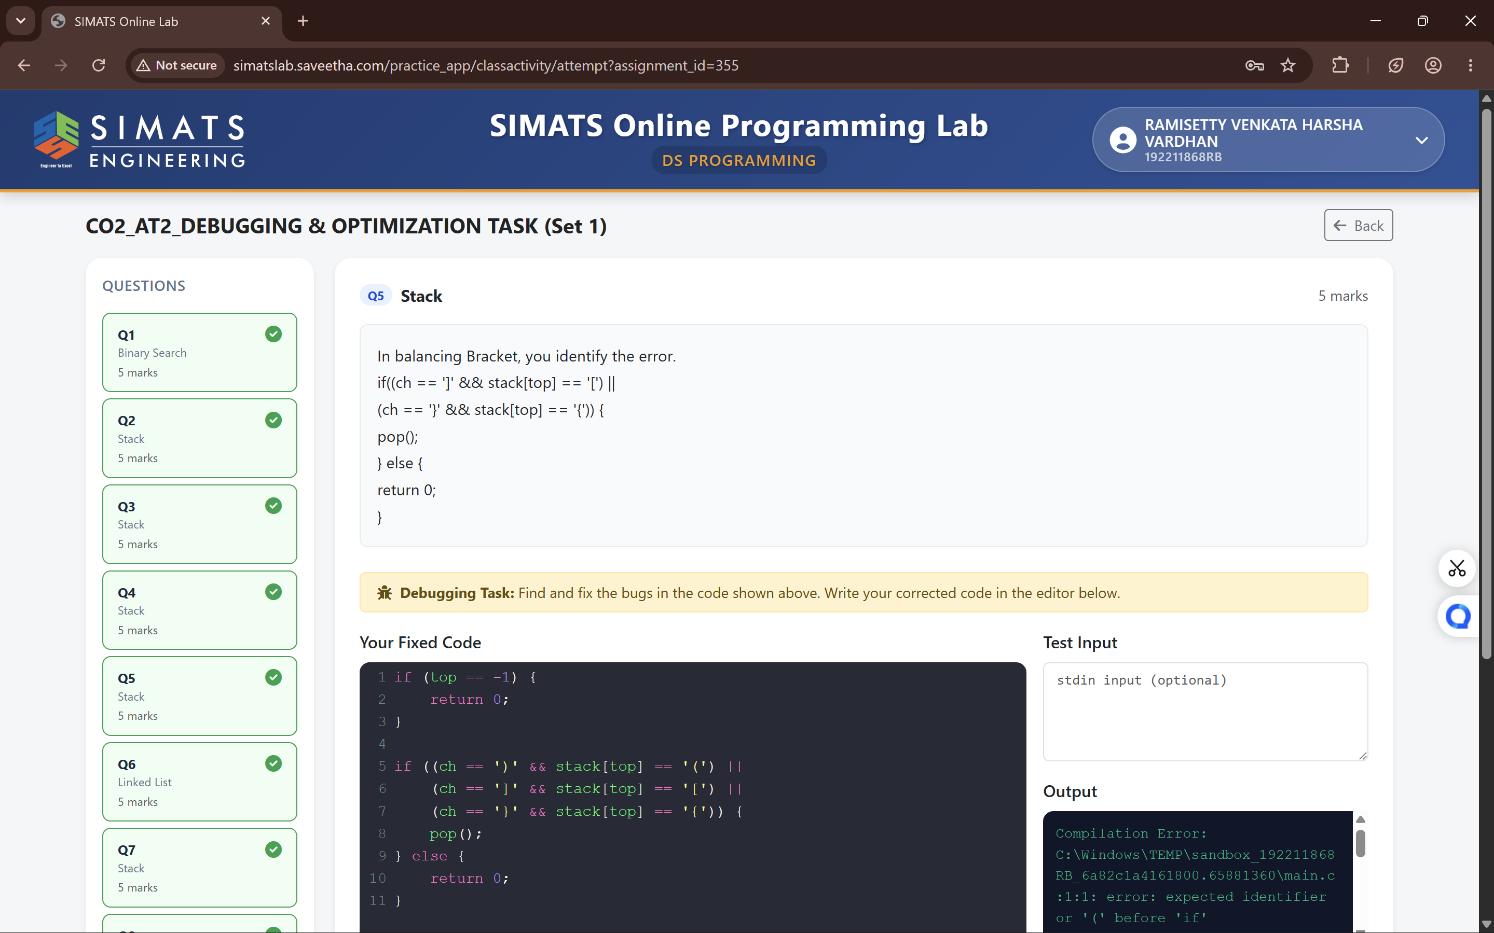 SIMATS Online Lab
Not secure
simatslab.saveetha.com/practice_app/classactivity/attempt?assignment_id=355
SIMATS
ENGINEERING
Engineer to Excel
SIMATS Online Programming Lab
DS PROGRAMMING
RAMISETTY VENKATA HARSHA
VARDHAN
192211868RB
CO2_AT2_DEBUGGING & OPTIMIZATION TASK (Set 1)
Back
QUESTIONS
Q1
Binary Search
5 marks
Q2
Stack
5 marks
Q3
Stack
5 marks
Q4
Stack
5 marks
Q5
Stack
5 marks
Q6
Linked List
5 marks
Q7
Stack
5 marks
Q5 Stack
5 marks
In balancing Bracket, you identify the error.
if((ch == ']' && stack[top] == '[') ||
(ch == '}' && stack[top] == '{')) {
pop();
} else {
return 0;
}
Debugging Task: Find and fix the bugs in the code shown above. Write your corrected code in the editor below.
Your Fixed Code
1 if (top == -1) {
2 return 0;
3 }
4
5 if ((ch == ')' && stack[top] == '(') ||
6 (ch == ']' && stack[top] == '[') ||
7 (ch == '}' && stack[top] == '{')) {
8 pop();
9 } else {
10 return 0;
11 }
Test Input
stdin input (optional)
Output
Compilation Error:
C:\Windows\TEMP\sandbox_192211868
RB_6a82c1a4161800.65881360\main.c
:1:1: error: expected identifier
or '(' before 'if'